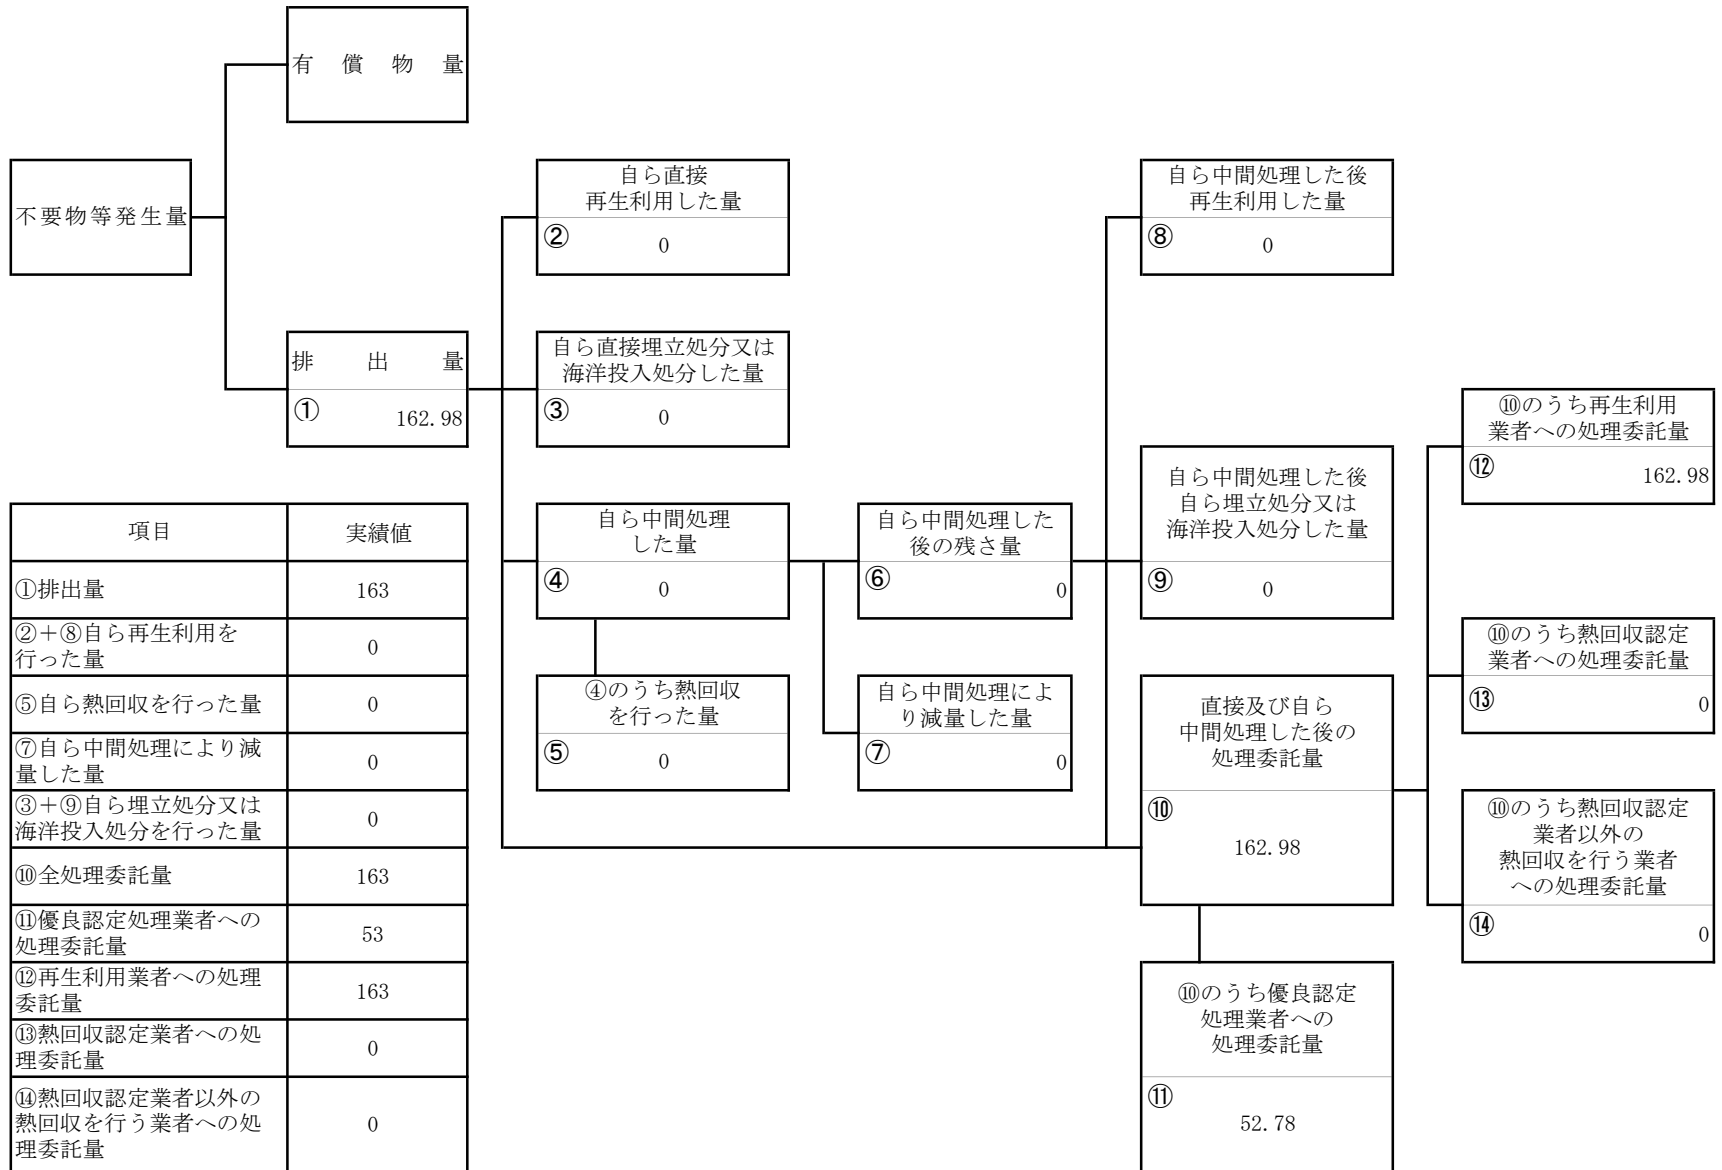 有償物量
不要物等発生量
排出量
①
162.98
自ら直接
再生利用した量
②
0
自ら直接埋立処分又は
海洋投入処分した量
③
0
自ら中間処理
した量
④
0
④のうち熱回収
を行った量
⑤
0
自ら中間処理した
後の残さ量
⑥
0
自ら中間処理によ
り減量した量
⑦
0
自ら中間処理した後
再生利用した量
⑧
0
自ら中間処理した後
自ら埋立処分又は
海洋投入処分した量
⑨
0
直接及び自ら
中間処理した後の
処理委託量
⑩
162.98
⑩のうち優良認定
処理業者への
処理委託量
⑪
52.78
⑩のうち再生利用
業者への処理委託量
⑫
162.98
⑩のうち熱回収認定
業者への処理委託量
⑬
0
⑩のうち熱回収認定
業者以外の
熱回収を行う業者
への処理委託量
⑭
0
項目 実績値
①排出量 163
②＋⑧自ら再生利用を
行った量 0
⑤自ら熱回収を行った量 0
⑦自ら中間処理により減
量した量 0
③＋⑨自ら埋立処分又は
海洋投入処分を行った量 0
⑩全処理委託量 163
⑪優良認定処理業者への
処理委託量 53
⑫再生利用業者への処理
委託量 163
⑬熱回収認定業者への処
理委託量 0
⑭熱回収認定業者以外の
熱回収を行う業者への処
理委託量 0